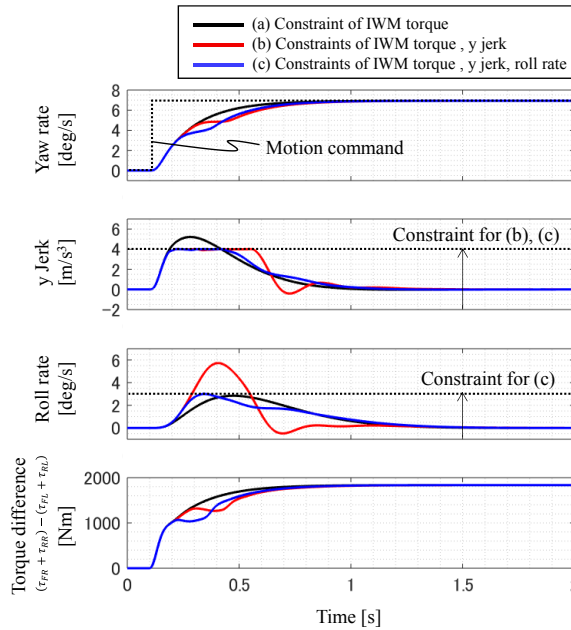 (a) Constraint of IWM torque
(b) Constraints of IWM torque , y jerk
(c) Constraints of IWM torque , y jerk, roll rate
Yaw rate
[deg/s]
8
6
4
2
0
Motion command
y Jerk
[m/s³]
6
4
2
0
−2
Constraint for (b), (c)
Roll rate
[deg/s]
6
4
2
0
Constraint for (c)
Torque difference
(τFR + τRR) − (τFL + τRL)
[Nm]
2000
1000
0
0
0.5
1
1.5
2
Time [s]